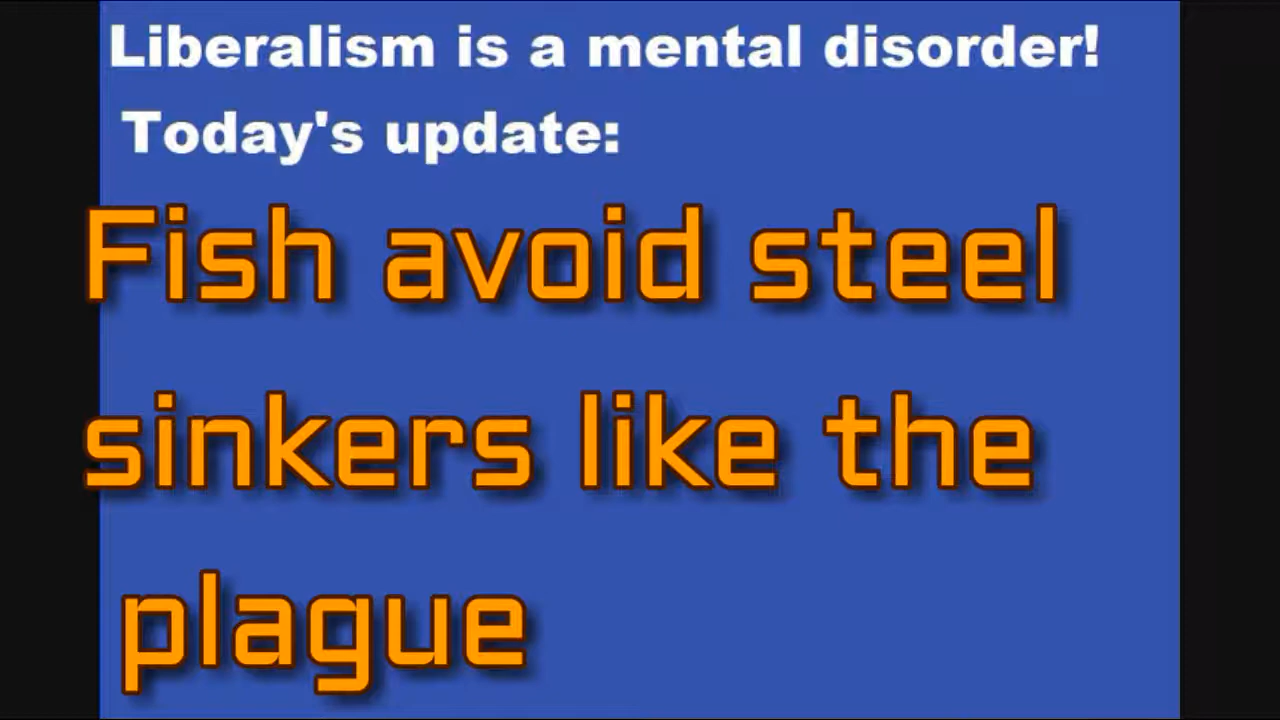 Liberalism is a mental disorder!
Today's update:
Fish avoid steel
sinkers like the
plague